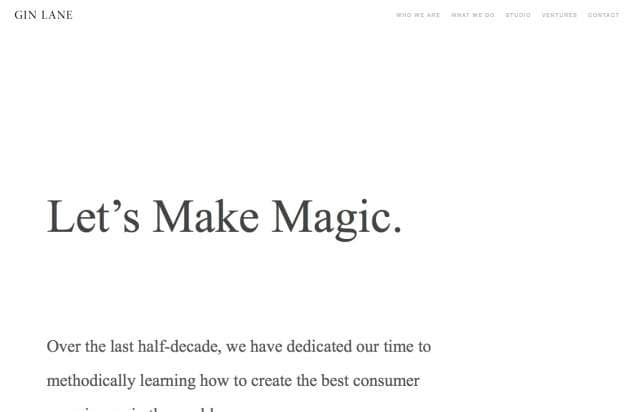 GIN LANE
WHO WE ARE WHAT WE DO STUDIO VENTURES CONTACT
Let’s Make Magic.
Over the last half-decade, we have dedicated our time to
methodically learning how to create the best consumer